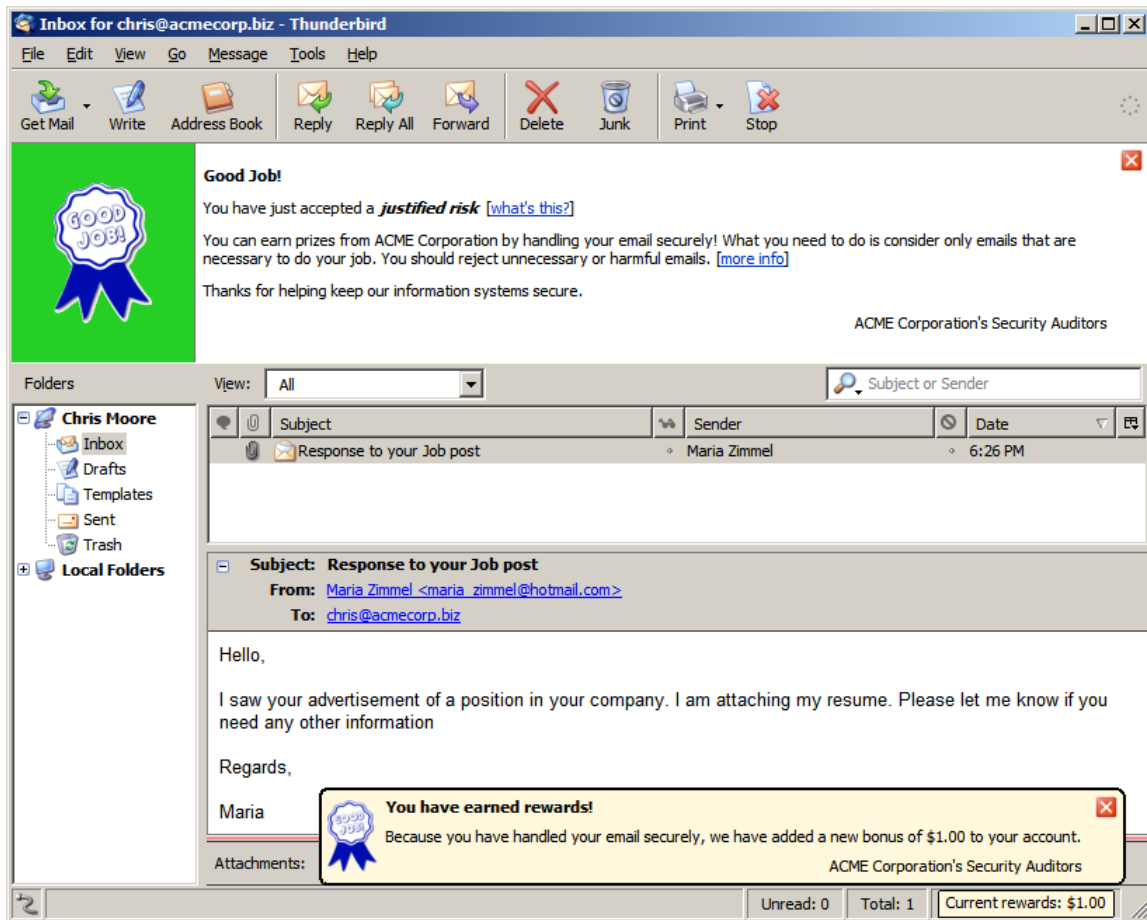 Inbox for chris@acmecorp.biz - Thunderbird
File Edit View Go Message Tools Help
Get Mail Write Address Book Reply Reply All Forward Delete Junk Print Stop
GOOD JOB!
Good Job!
You have just accepted a justified risk [what's this?]
You can earn prizes from ACME Corporation by handling your email securely! What you need to do is consider only emails that are
necessary to do your job. You should reject unnecessary or harmful emails. [more info]
Thanks for helping keep our information systems secure.
ACME Corporation's Security Auditors
Folders View: All Subject or Sender
Chris Moore
Inbox
Drafts
Templates
Sent
Trash
Local Folders
Subject Sender Date
Response to your Job post Maria Zimmel 6:26 PM
Subject: Response to your Job post
From: Maria Zimmel <maria_zimmel@hotmail.com>
To: chris@acmecorp.biz
Hello,
I saw your advertisement of a position in your company. I am attaching my resume. Please let me know if you
need any other information
Regards,
Maria
Attachments:
GOOD JOB!
You have earned rewards!
Because you have handled your email securely, we have added a new bonus of $1.00 to your account.
ACME Corporation's Security Auditors
Unread: 0 Total: 1 Current rewards: $1.00